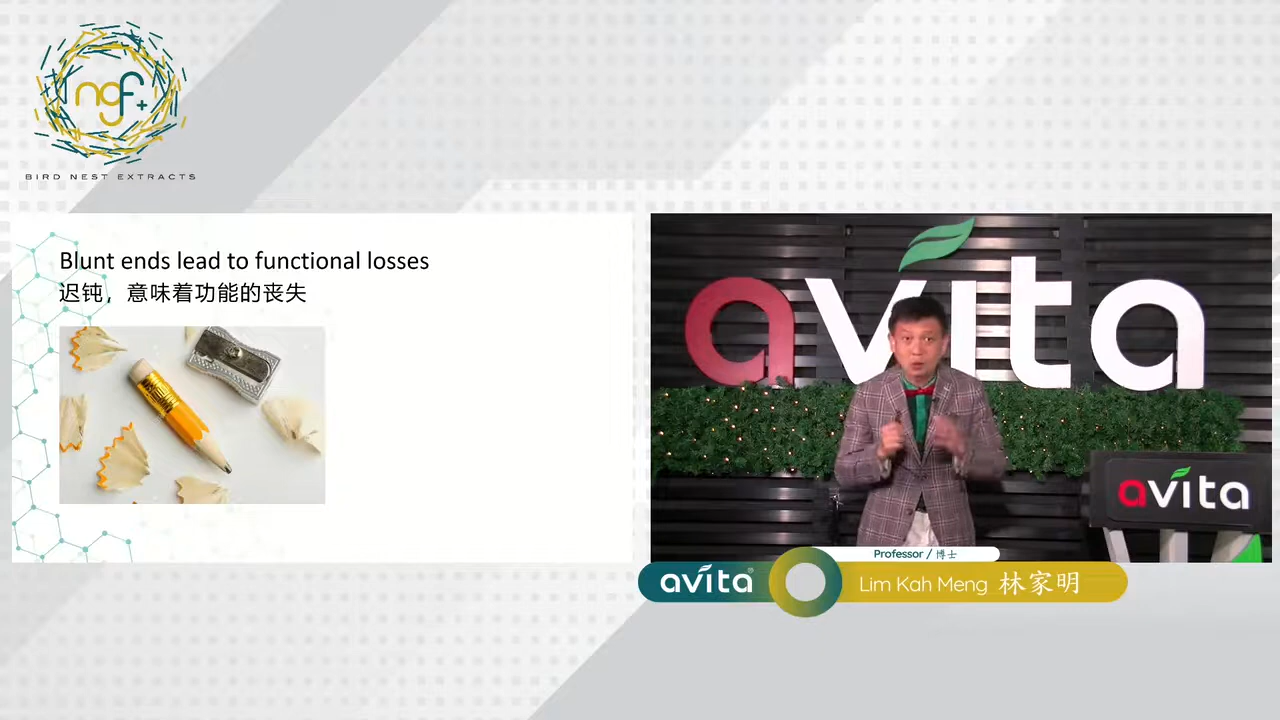 ngf+
BIRD NEST EXTRACTS
Blunt ends lead to functional losses
迟钝，意味着功能的丧失
avita
avita
Professor / 博士
avita®
Lim Kah Meng 林家明